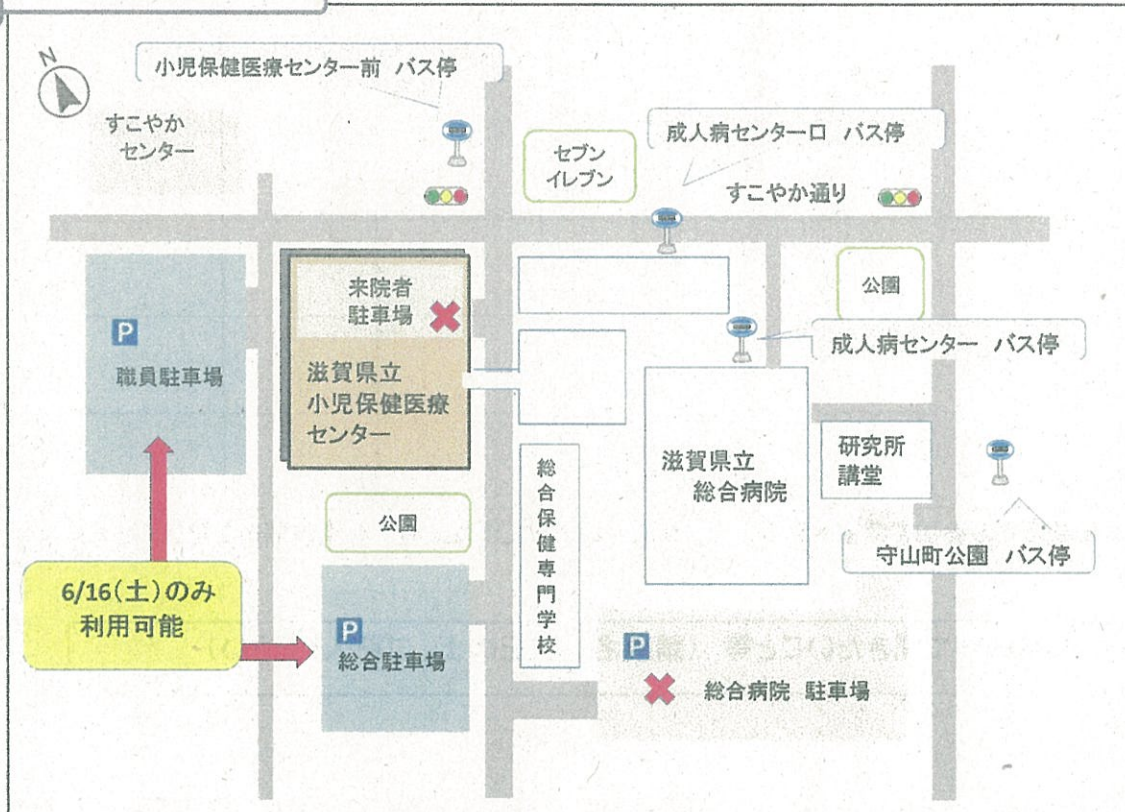 N
小児保健医療センター前 バス停
すこやか
センター
セブン
イレブン
成人病センター口 バス停
すこやか通り
来院者
駐車場
公園
P
職員駐車場
滋賀県立
小児保健医療
センター
成人病センター バス停
総合保健専門学校
滋賀県立
総合病院
研究所
講堂
公園
守山町公園 バス停
6/16(土)のみ
利用可能
P
総合駐車場
P
総合病院 駐車場